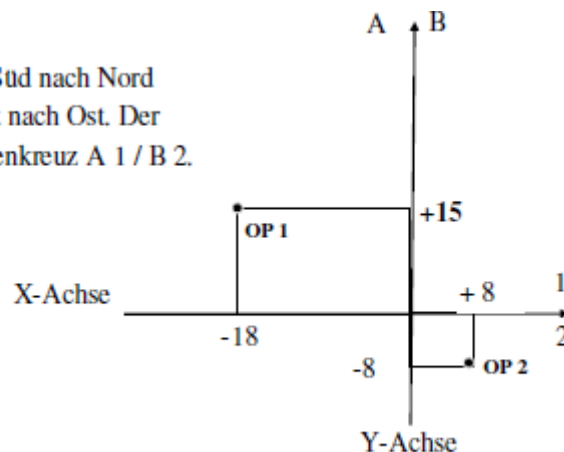 A B
Süd nach Nord
nach Ost. Der
enkreuz A 1 / B 2.
+15
OP 1
X-Achse
+ 8
1
-18
2
-8
OP 2
Y-Achse